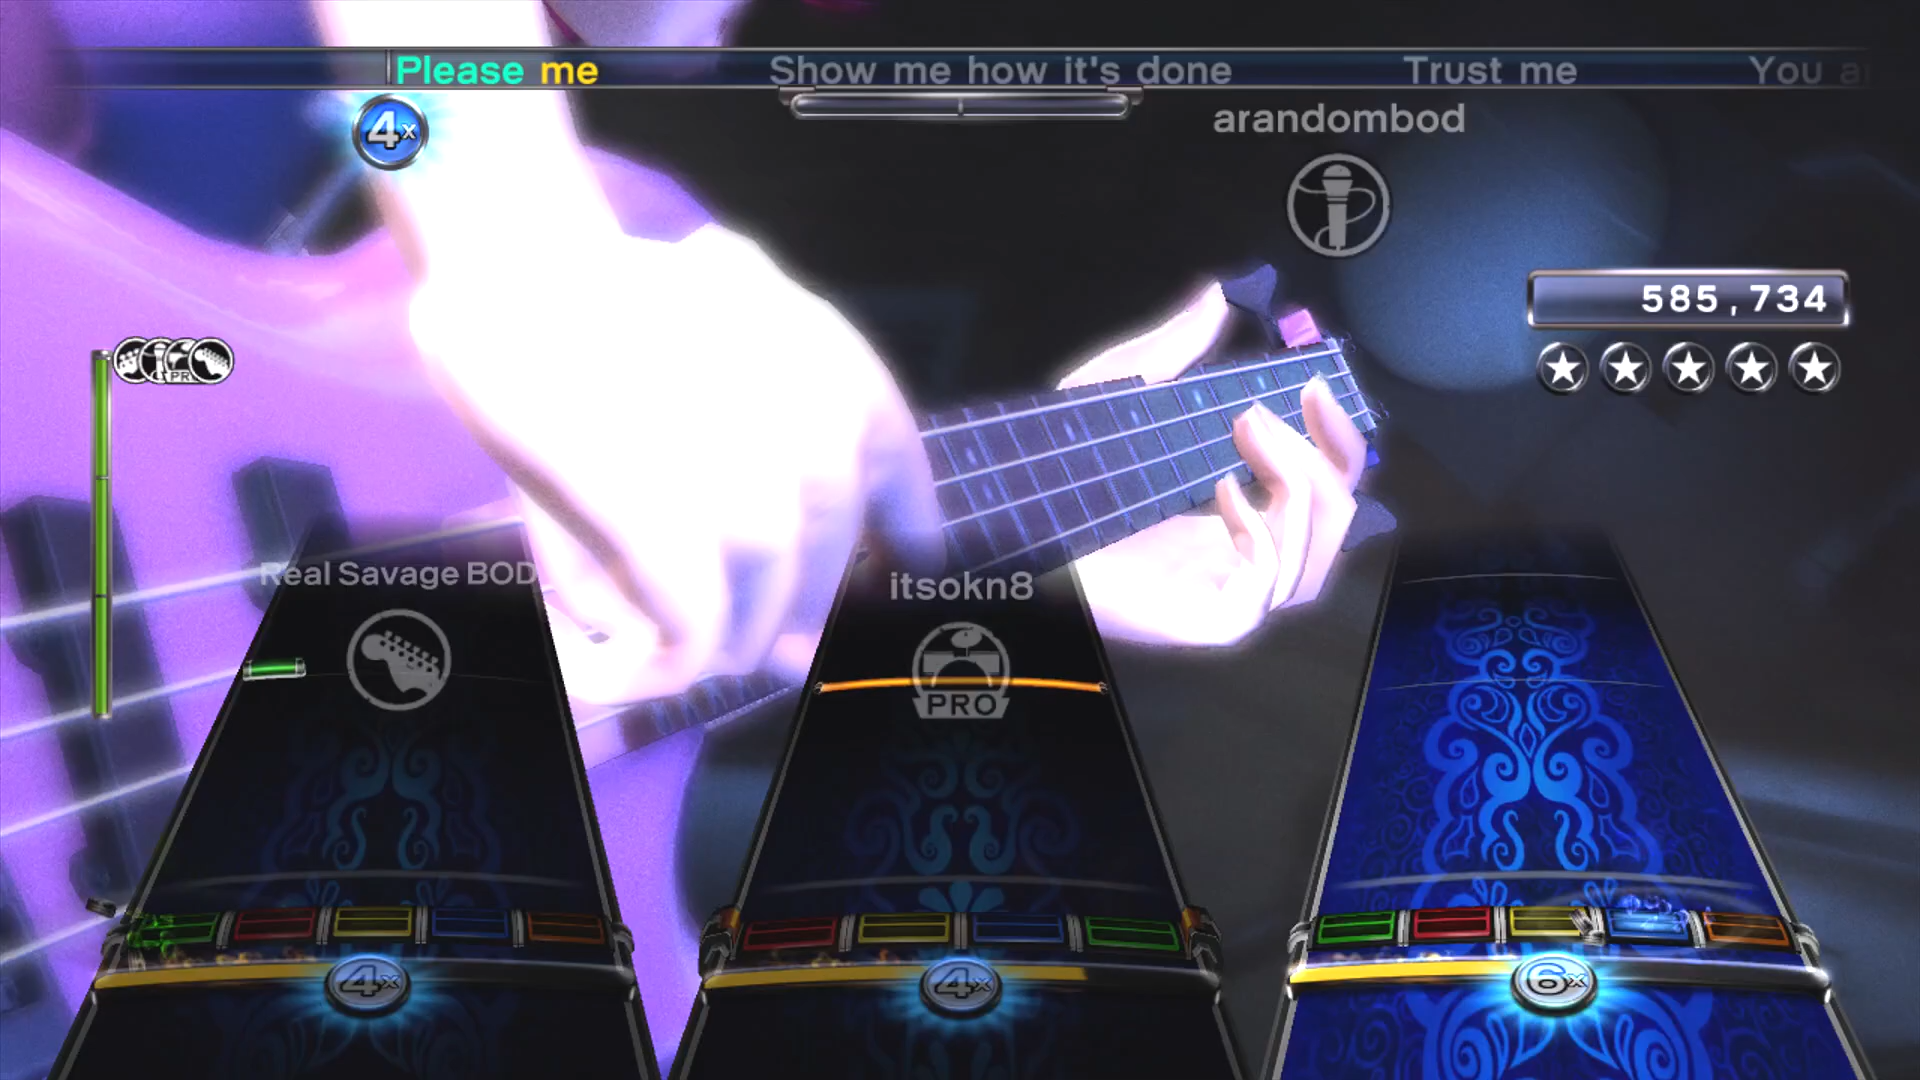 Please me Show me how it's done Trust me You a
4x
arandombod
585,734
PR
Real Savage BOD
itsokn8
PRO
4x
4x
6x